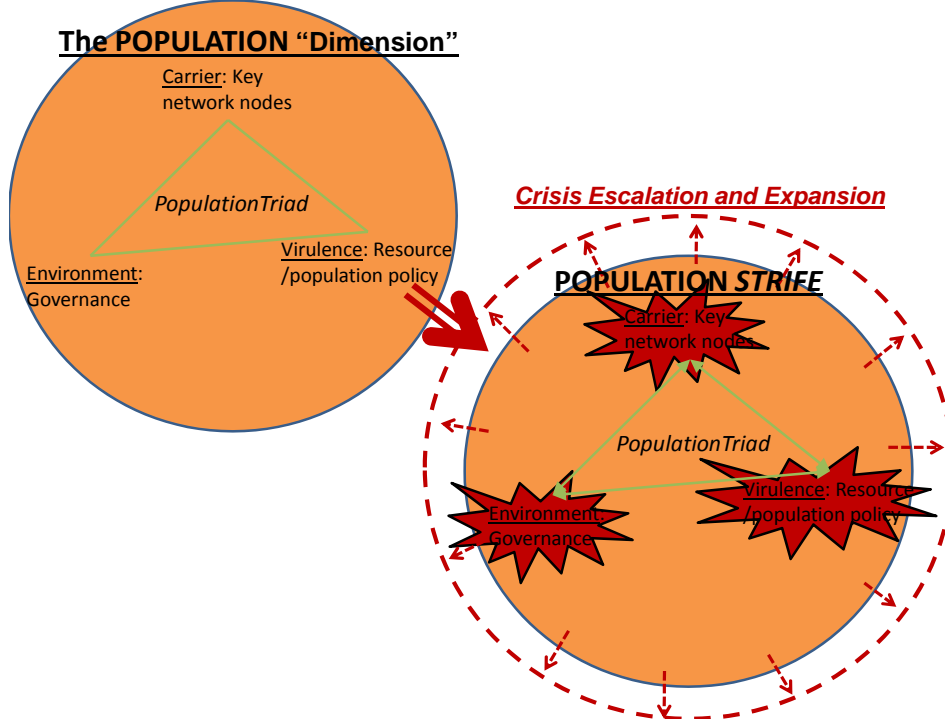 The POPULATION “Dimension”
Carrier: Key
network nodes
PopulationTriad
Environment:
Governance
Virulence: Resource
/population policy
Crisis Escalation and Expansion
POPULATION STRIFE
Carrier: Key
network nodes
PopulationTriad
Environment:
Governance
Virulence: Resource
/population policy